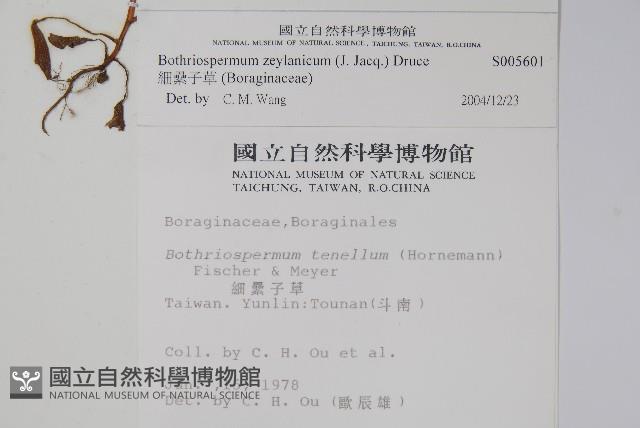 國立自然科學博物館
NATIONAL MUSEUM OF NATURAL SCIENCE, TAICHUNG, TAIWAN, R.O.CHINA
Bothriospermum zeylanicum (J. Jacq.) Druce S005601
細纍子草 (Boraginaceae)
Det. by C. M. Wang 2004/12/23
國立自然科學博物館
NATIONAL MUSEUM OF NATURAL SCIENCE
TAICHUNG, TAIWAN, R.O.CHINA
Boraginaceae,Boraginales
Bothriospermum tenellum (Hornemann)
Fischer & Meyer
細纍子草
Taiwan. Yunlin:Tounan(斗南)
Coll. by C. H. Ou et al.
1978
Det. by C. H. Ou (歐辰雄)
國立自然科學博物館
NATIONAL MUSEUM OF NATURAL SCIENCE